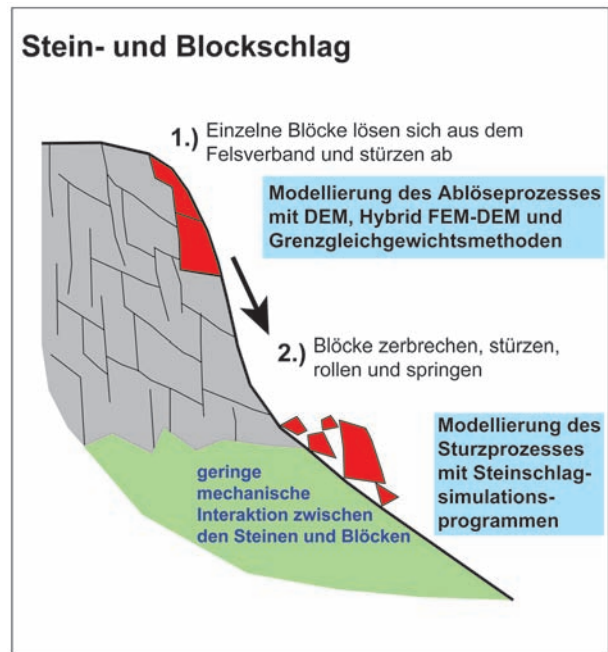 Stein- und Blockschlag
1.) Einzelne Blöcke lösen sich aus dem
Felsverband und stürzen ab
Modellierung des Ablöseprozesses
mit DEM, Hybrid FEM-DEM und
Grenzgleichgewichtsmethoden
2.) Blöcke zerbrechen, stürzen,
rollen und springen
Modellierung des
Sturzprozesses
mit Steinschlag-
simulations-
programmen
geringe
mechanische
Interaktion zwischen
den Steinen und Blöcken